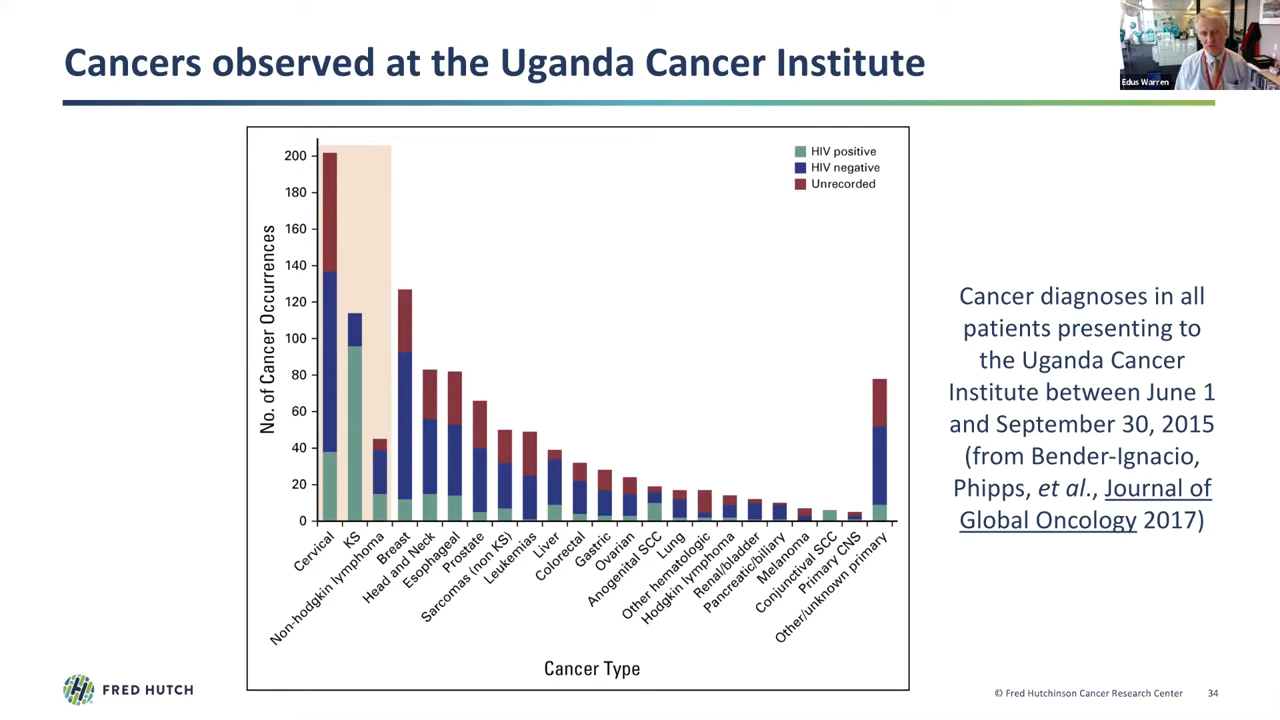 Cancers observed at the Uganda Cancer Institute
Edus Warren
HIV positive
HIV negative
Unrecorded
No. of Cancer Occurrences
200
180
160
140
120
100
80
60
40
20
0
Cervical
KS
Non-hodgkin lymphoma
Breast
Head and Neck
Esophageal
Prostate
Sarcomas (non KS)
Leukemias
Liver
Colorectal
Gastric
Ovarian
Anogenital SCC
Lung
Other hematologic
Hodgkin lymphoma
Renal/bladder
Pancreatic/biliary
Melanoma
Conjunctival SCC
Primary CNS
Other/unknown primary
Cancer Type
Cancer diagnoses in all
patients presenting to
the Uganda Cancer
Institute between June 1
and September 30, 2015
(from Bender-Ignacio,
Phipps, et al., Journal of
Global Oncology 2017)
FRED HUTCH
© Fred Hutchinson Cancer Research Center
34